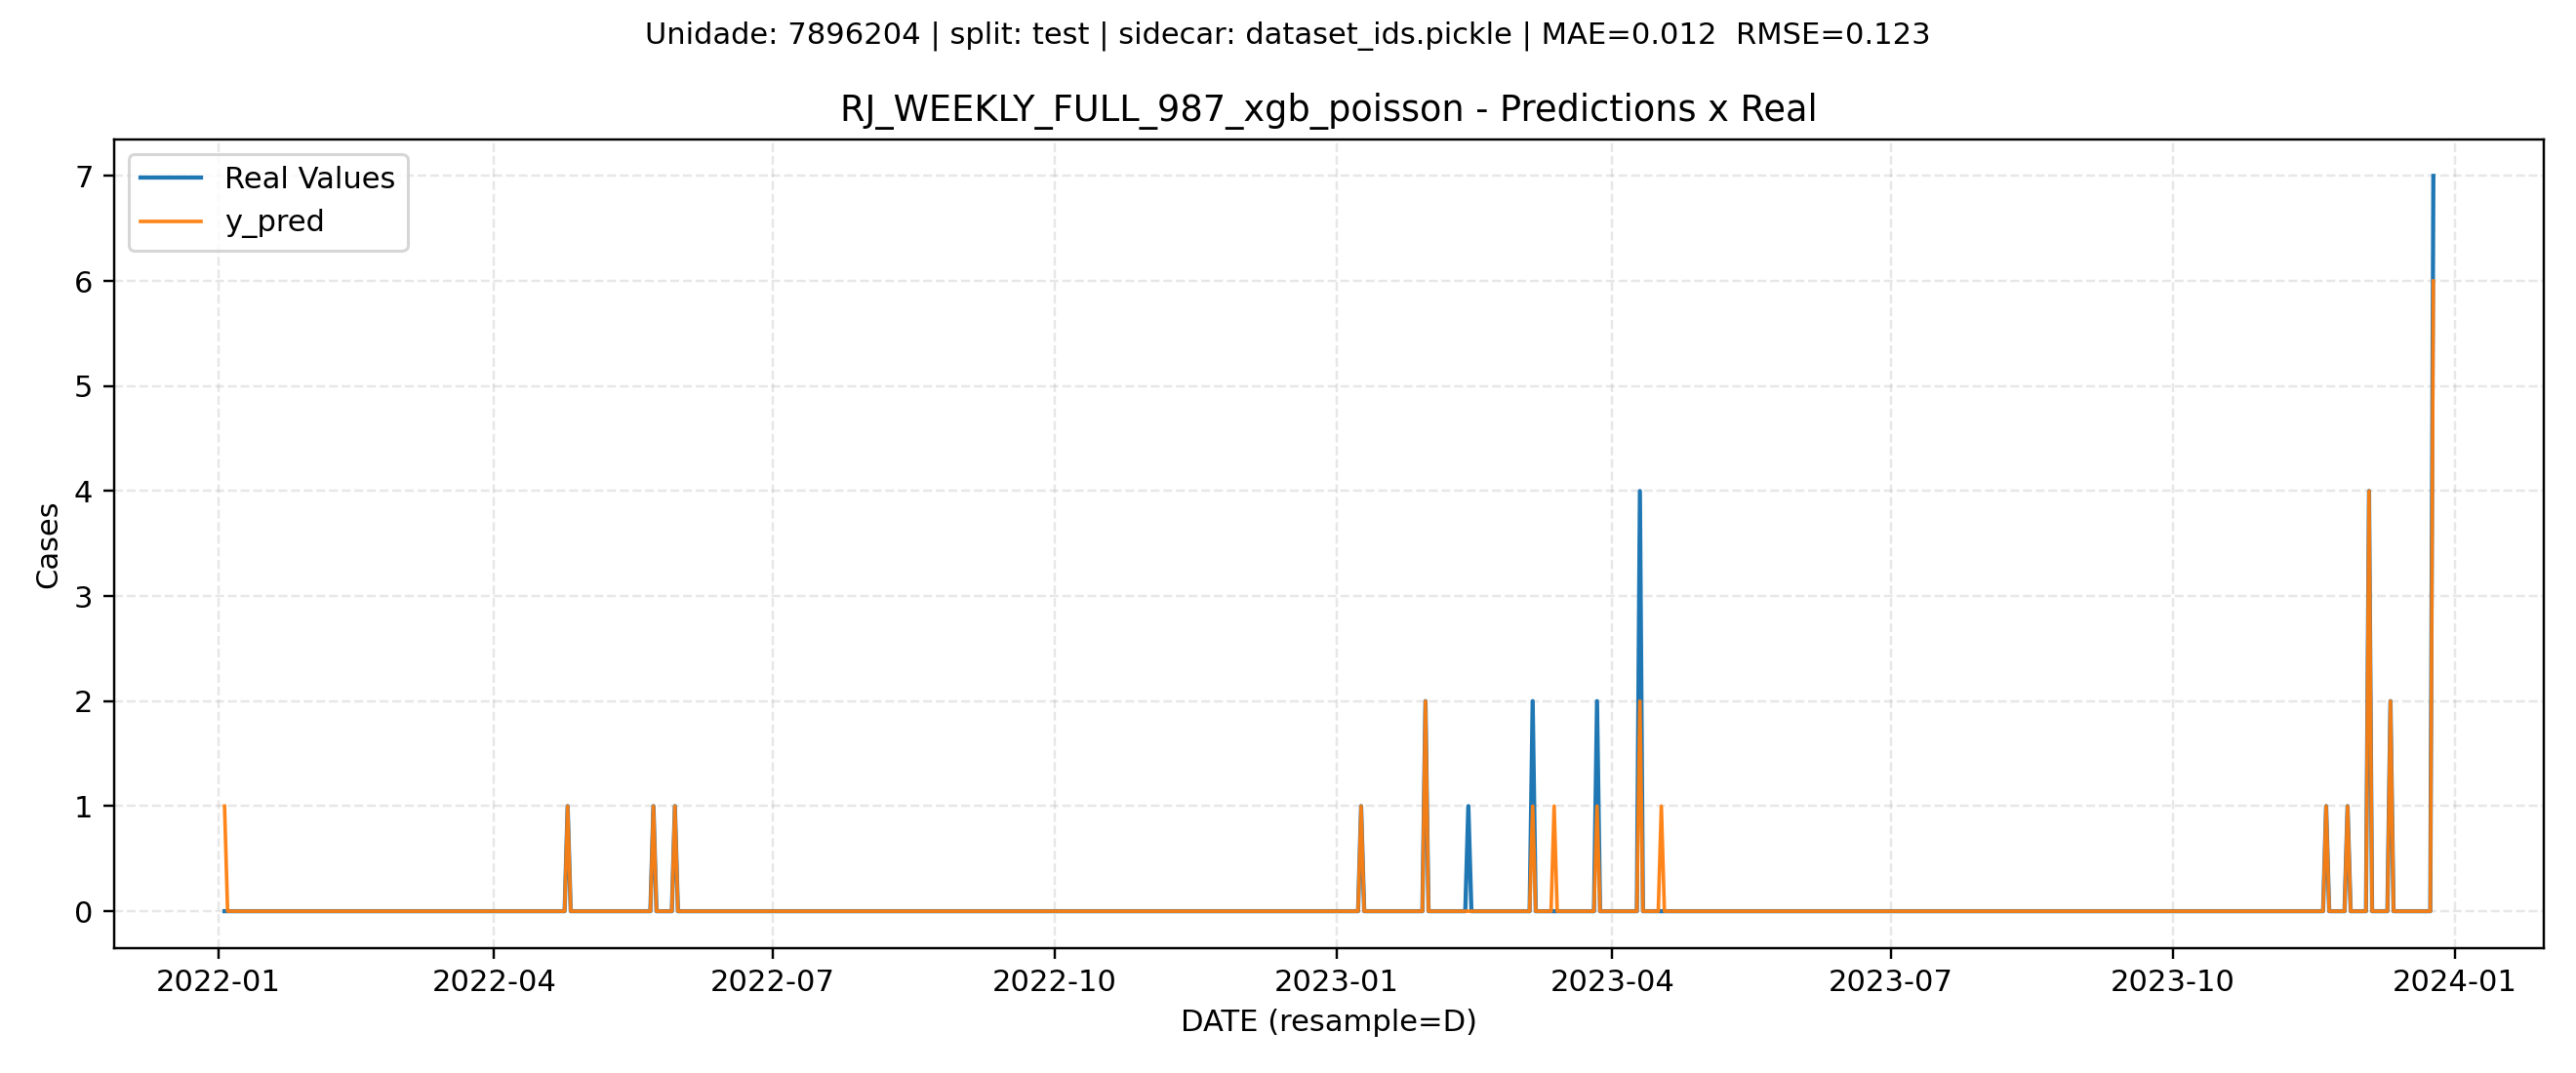 Unidade: 7896204 | split: test | sidecar: dataset_ids.pickle | MAE=0.012  RMSE=0.123
RJ_WEEKLY_FULL_987_xgb_poisson - Predictions x Real
Real Values
y_pred
7
6
5
4
3
2
1
0
Cases
2022-01
2022-04
2022-07
2022-10
2023-01
2023-04
2023-07
2023-10
2024-01
DATE (resample=D)